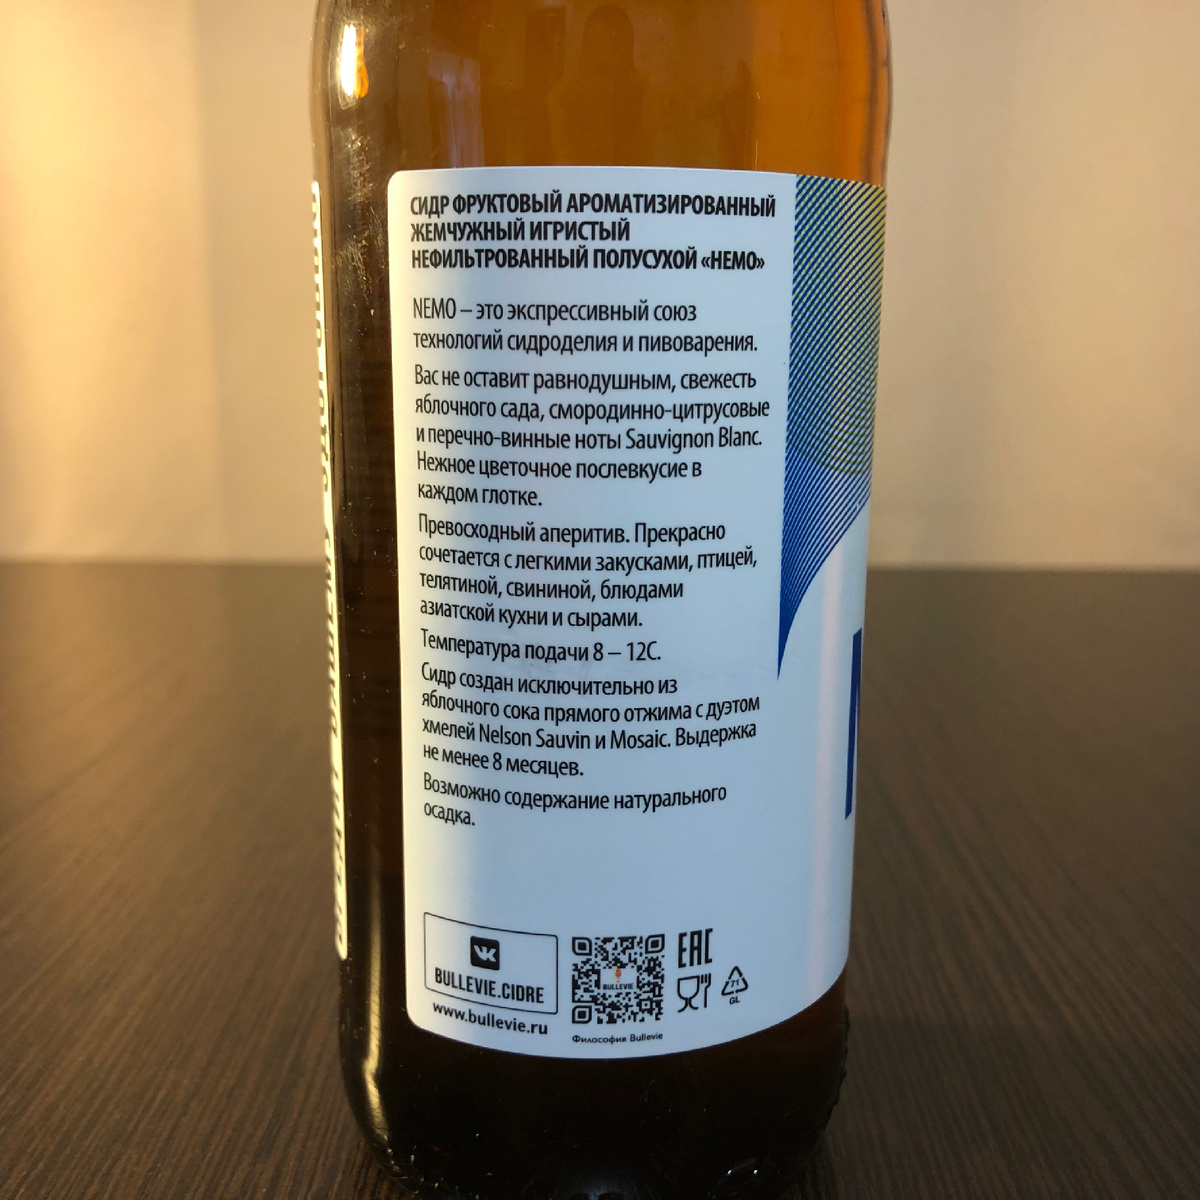 СИДР ФРУКТОВЫЙ АРОМАТИЗИРОВАННЫЙ
ЖЕМЧУЖНЫЙ ИГРИСТЫЙ
НЕФИЛЬТРОВАННЫЙ ПОЛУСУХОЙ «НЕМО»
NEMO – это экспрессивный союз
технологий сидроделия и пивоварения.
Вас не оставит равнодушным, свежесть
яблочного сада, смородинно-цитрусовые
и перечно-винные ноты Sauvignon Blanc.
Нежное цветочное послевкусие в
каждом глотке.
Превосходный аперитив. Прекрасно
сочетается с легкими закусками, птицей,
телятиной, свининой, блюдами
азиатской кухни и сырами.
Температура подачи 8 – 12С.
Сидр создан исключительно из
яблочного сока прямого отжима с дуэтом
хмелей Nelson Sauvin и Mosaic. Выдержка
не менее 8 месяцев.
Возможно содержание натурального
осадка.
BULLEVIE.CIDRE
www.bullevie.ru
BULLEVIE
Философия Bullevie
EAC
71
GL